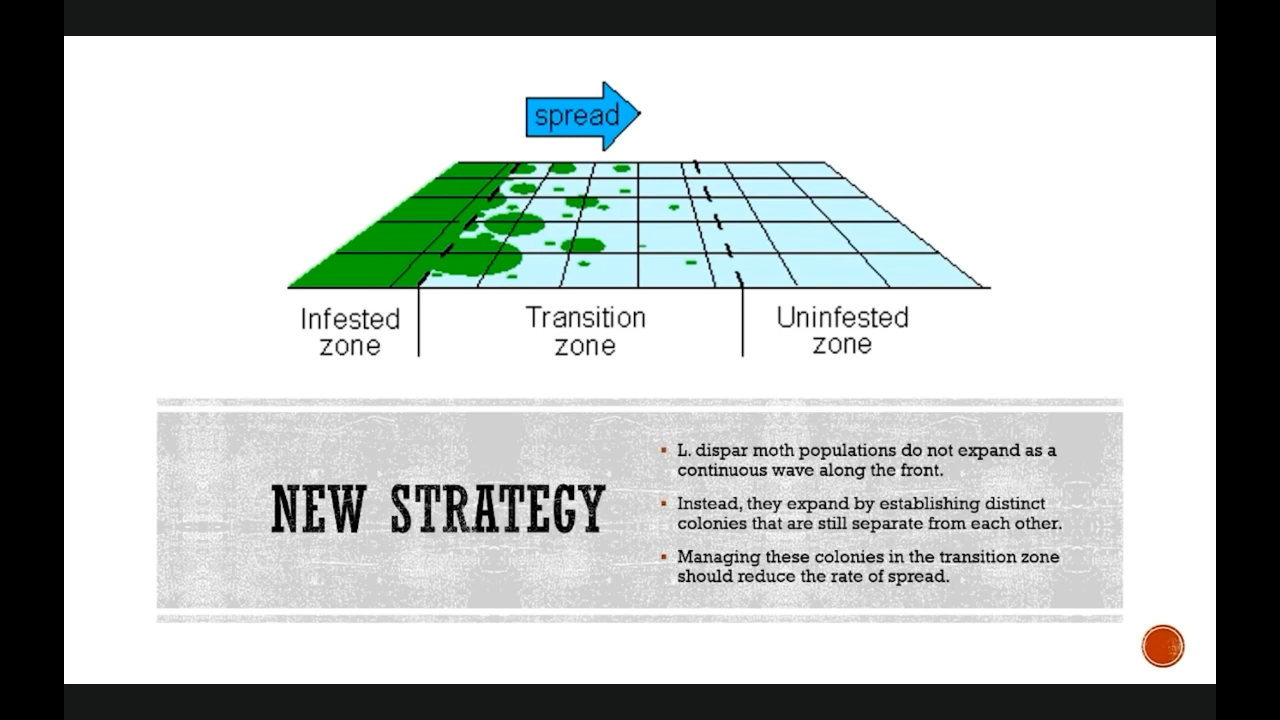 spread
Infested
zone
Transition
zone
Uninfested
zone
NEW STRATEGY
▪ L. dispar moth populations do not expand as a
continuous wave along the front.
▪ Instead, they expand by establishing distinct
colonies that are still separate from each other.
▪ Managing these colonies in the transition zone
should reduce the rate of spread.